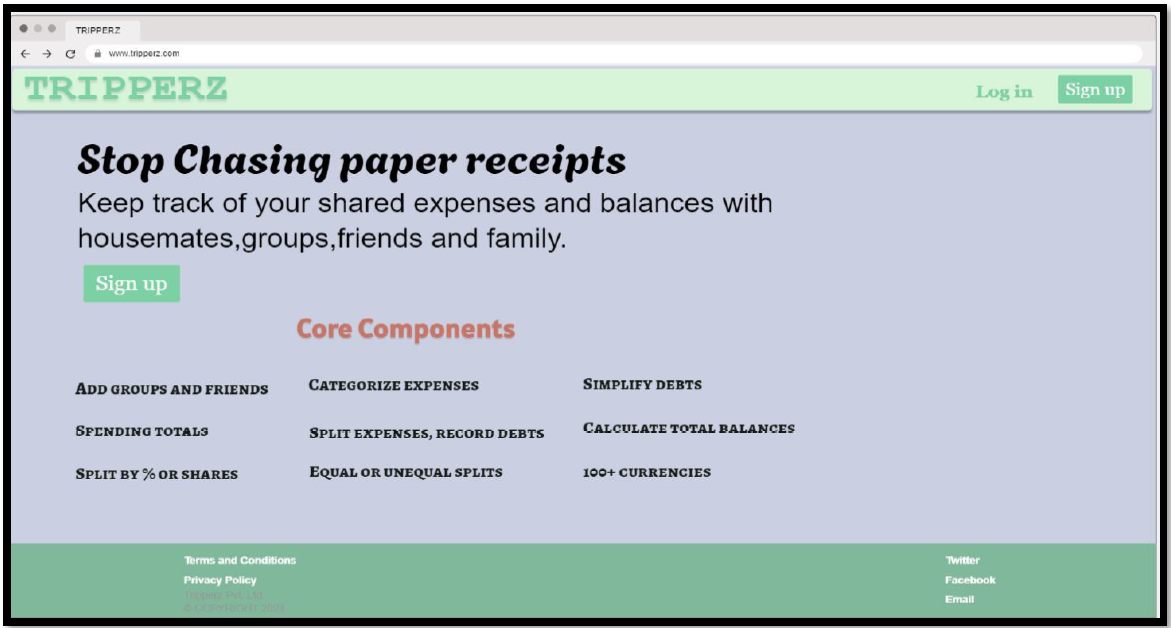 TRIPPERZ
www.tripperz.com
TRIPPERZ
Log in
Sign up
Stop Chasing paper receipts
Keep track of your shared expenses and balances with
housemates,groups,friends and family.
Sign up
Core Components
Add groups and friends
Categorize expenses
Simplify debts
Spending totals
Split expenses, record debts
Calculate total balances
Split by % or shares
Equal or unequal splits
100+ currencies
Terms and Conditions
Twitter
Privacy Policy
Facebook
Tripperz Pvt. Ltd.
Email
©COPYRIGHT